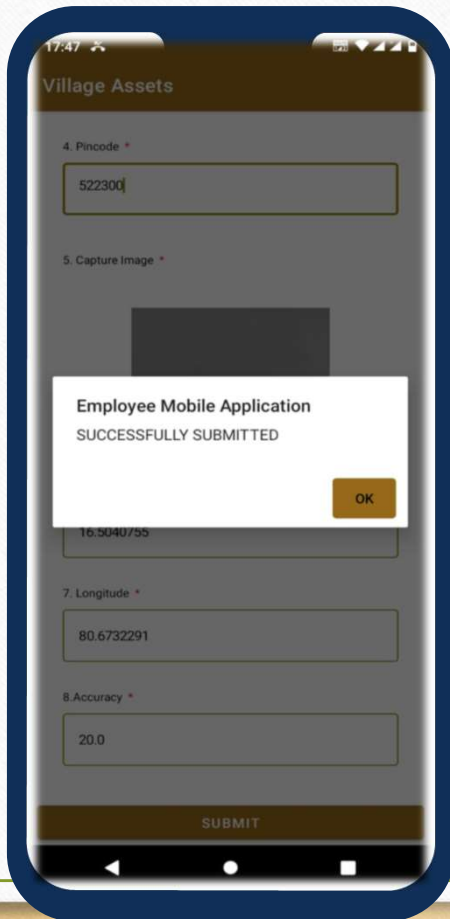 17:47
Village Assets
4. Pincode *
522300
5. Capture Image *
Employee Mobile Application
SUCCESSFULLY SUBMITTED
OK
16.5040755
7. Longitude *
80.6732291
8.Accuracy *
20.0
SUBMIT